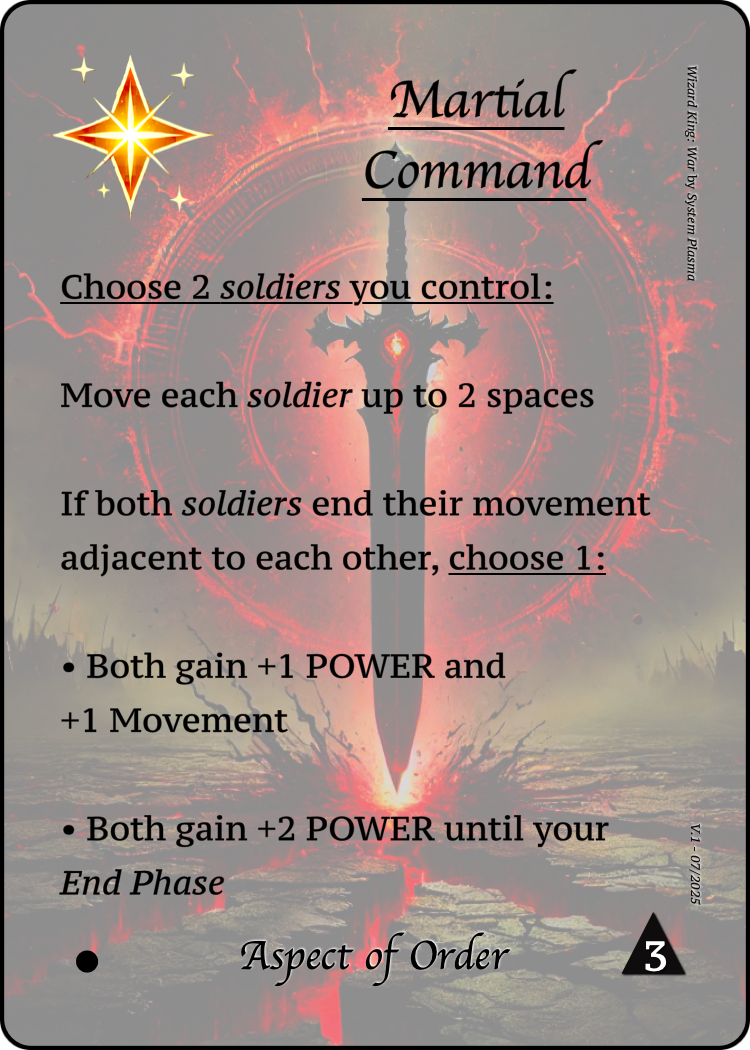 Martial
Command
Wizard King: War by System Plasma
Choose 2 soldiers you control:
Move each soldier up to 2 spaces
If both soldiers end their movement
adjacent to each other, choose 1:
• Both gain +1 POWER and
+1 Movement
• Both gain +2 POWER until your
End Phase
V.1 - 07/2025
Aspect of Order
3